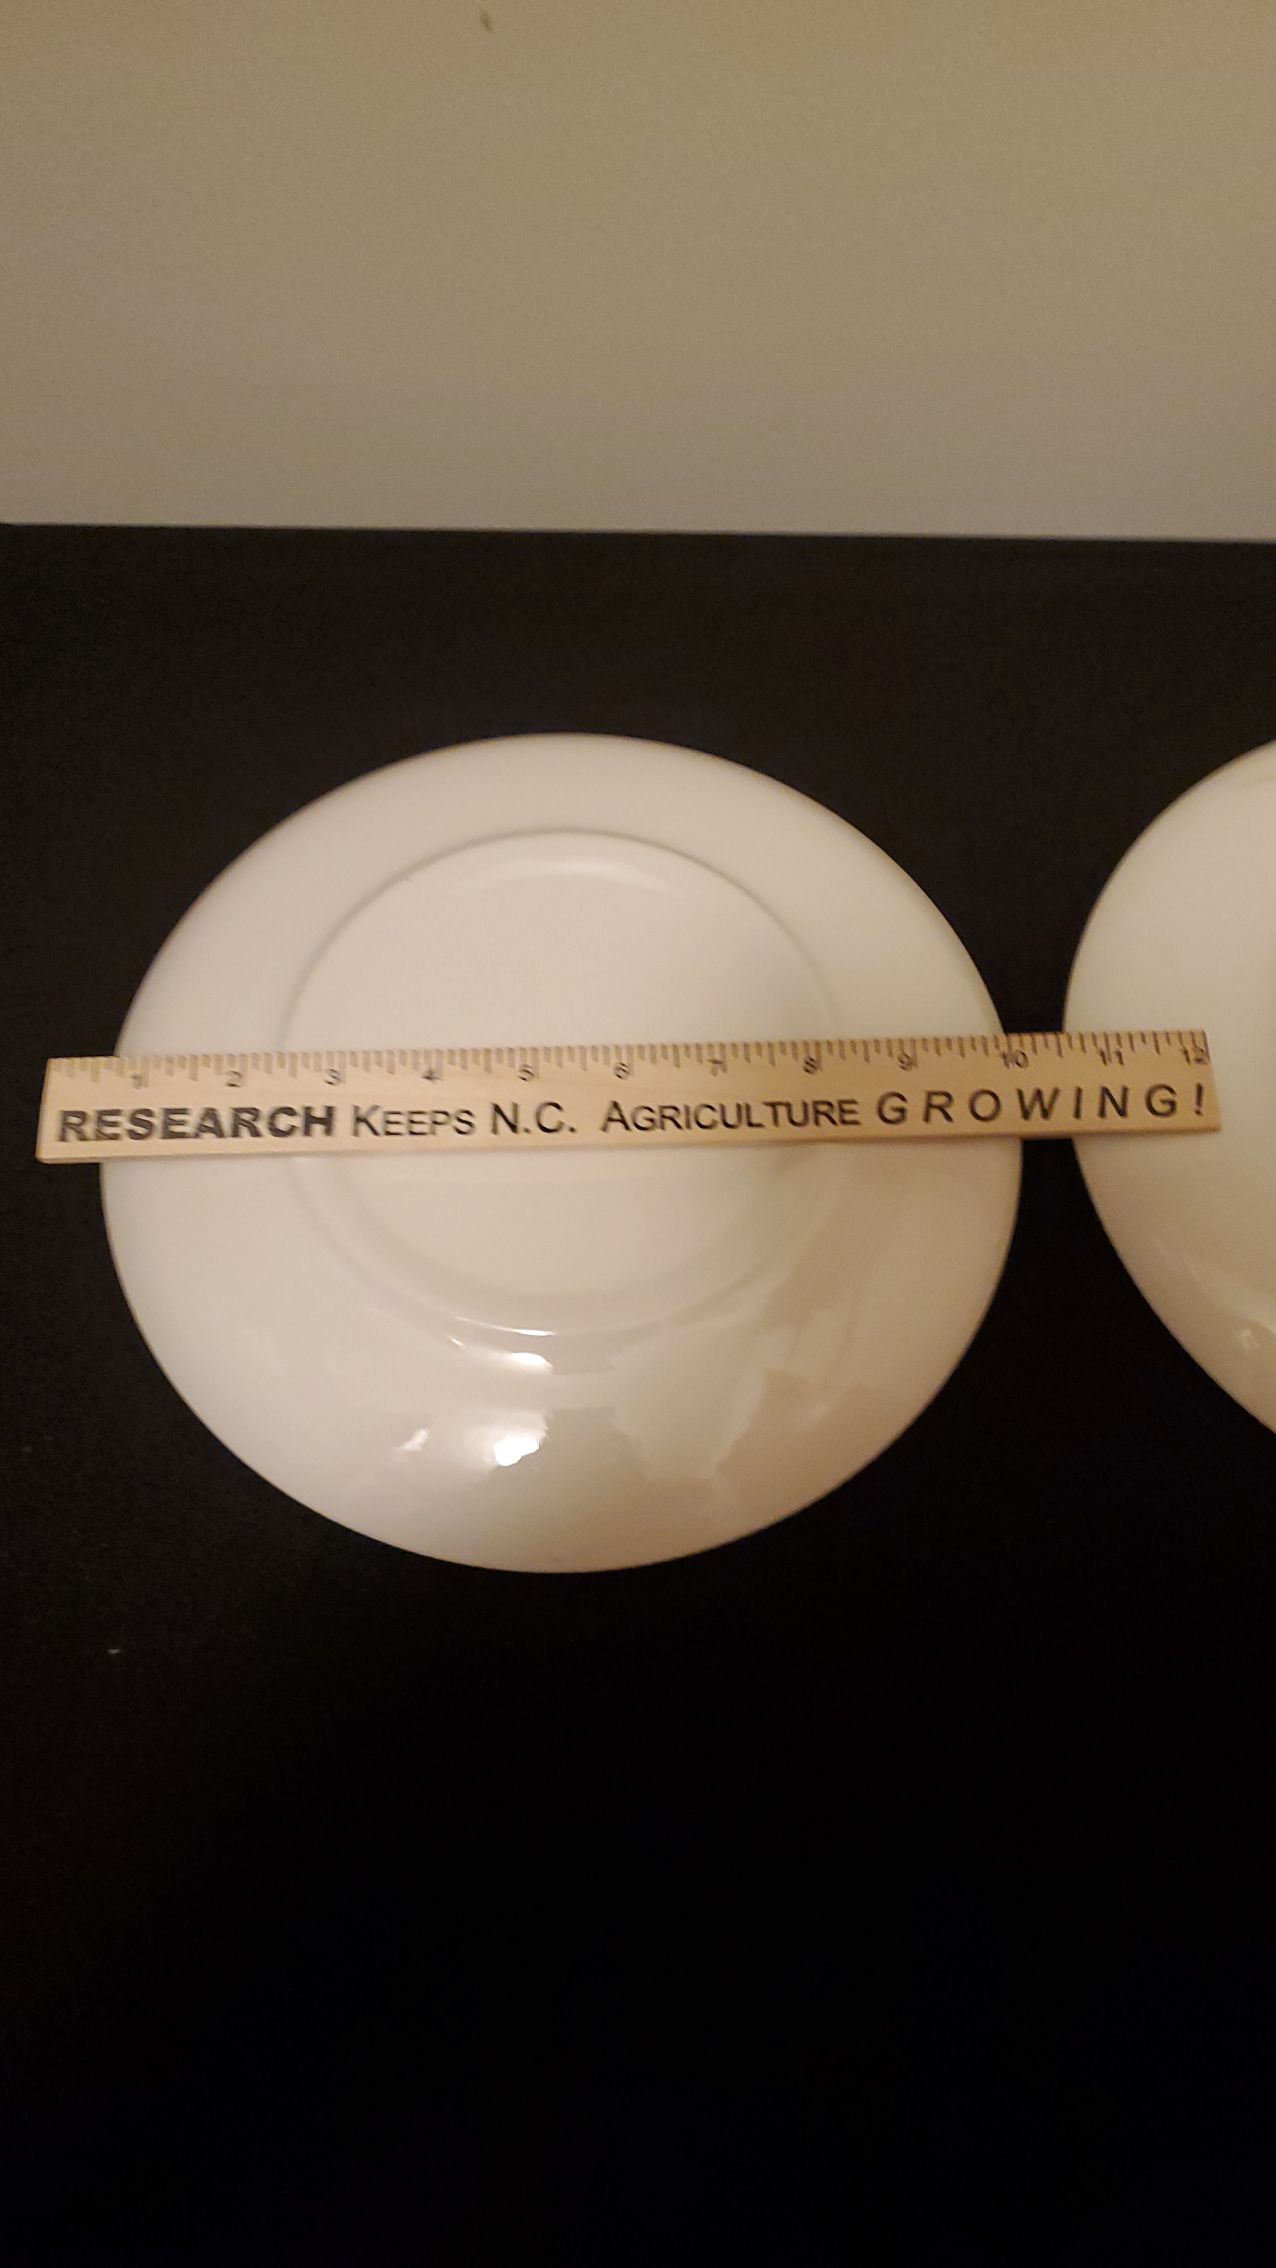 1 2 3 4 5 6 7 8 9 10 11 12
RESEARCH KEEPS N.C. AGRICULTURE GROWING!